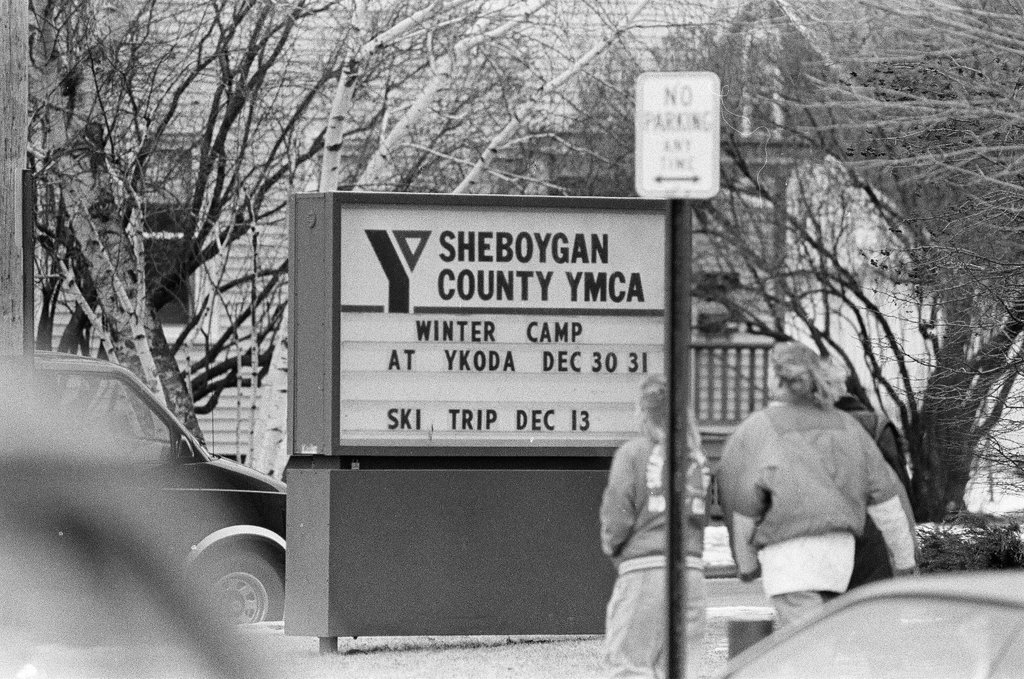 NO
PARKING
ANY
TIME
SHEBOYGAN
COUNTY YMCA
WINTER CAMP
AT YKODA DEC 30 31
SKI TRIP DEC 13